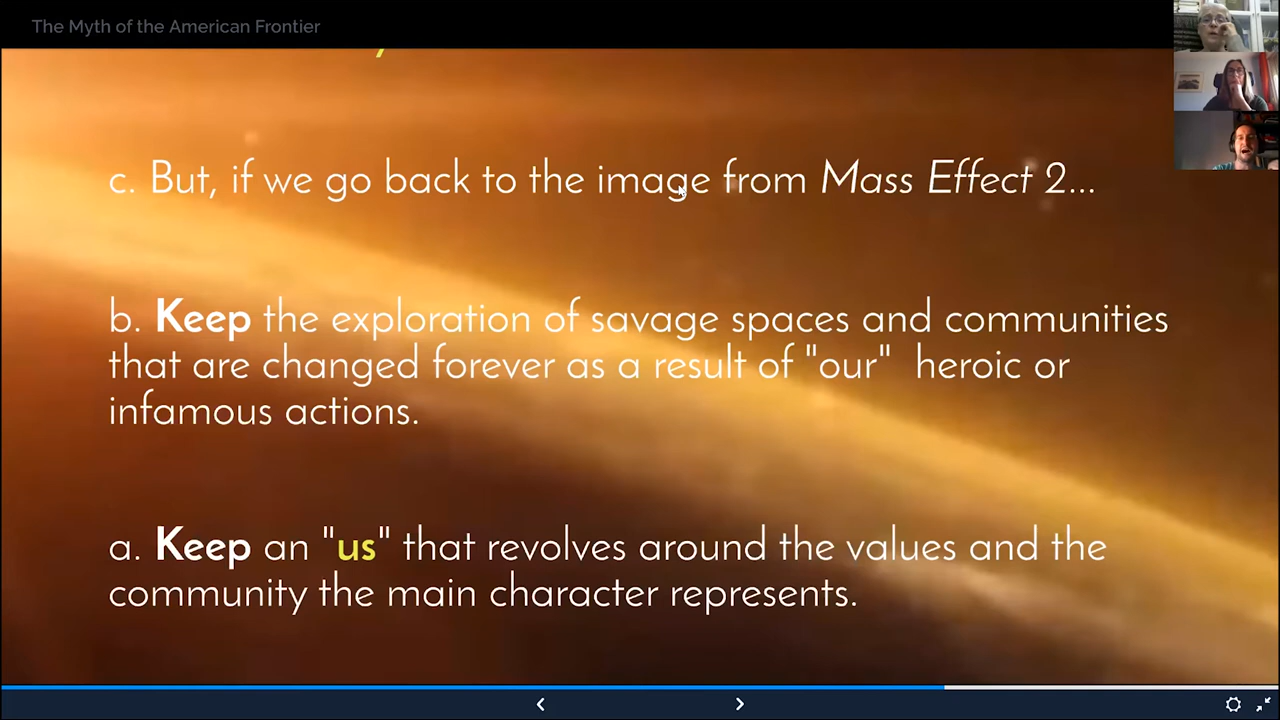 The Myth of the American Frontier
c. But, if we go back to the image from Mass Effect 2...
b. Keep the exploration of savage spaces and communities
that are changed forever as a result of "our" heroic or
infamous actions.
a. Keep an "us" that revolves around the values and the
community the main character represents.